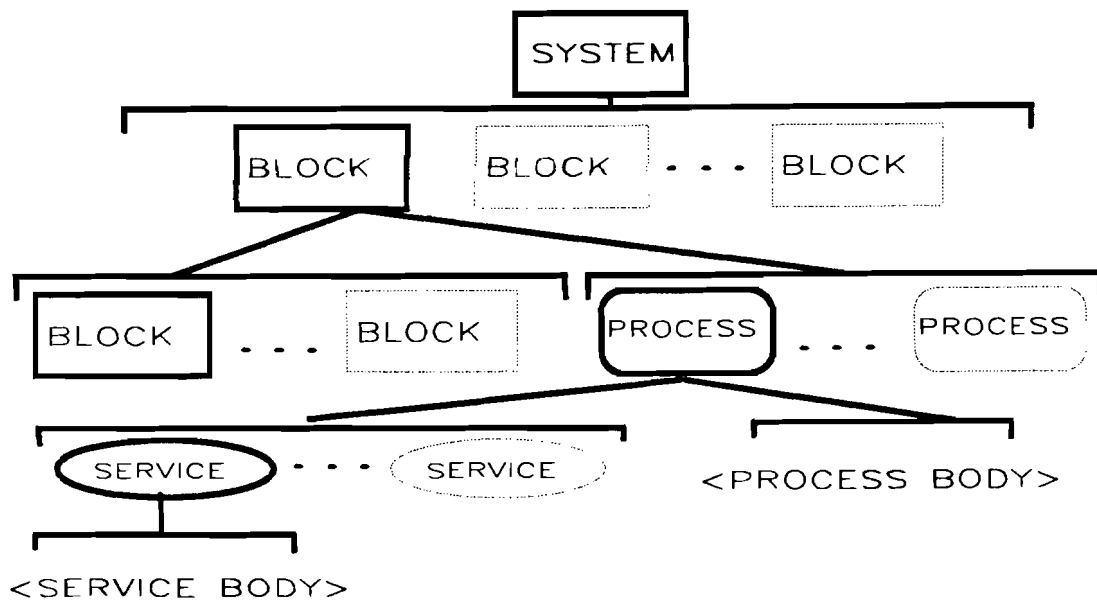 SYSTEM
BLOCK BLOCK . . . BLOCK
BLOCK . . . BLOCK PROCESS . . . PROCESS
SERVICE . . . SERVICE <PROCESS BODY>
<SERVICE BODY>